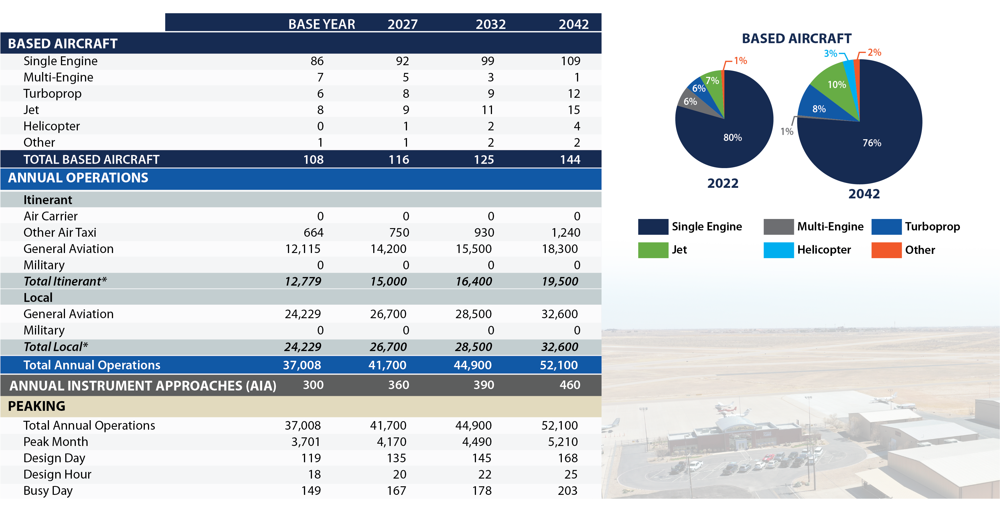 BASE YEAR 2027 2032 2042
BASED AIRCRAFT
Single Engine 86 92 99 109
Multi-Engine 7 5 3 1
Turboprop 6 8 9 12
Jet 8 9 11 15
Helicopter 0 1 2 4
Other 1 1 2 2
TOTAL BASED AIRCRAFT 108 116 125 144
ANNUAL OPERATIONS
Itinerant
Air Carrier 0 0 0 0
Other Air Taxi 664 750 930 1,240
General Aviation 12,115 14,200 15,500 18,300
Military 0 0 0 0
Total Itinerant* 12,779 15,000 16,400 19,500
Local
General Aviation 24,229 26,700 28,500 32,600
Military 0 0 0 0
Total Local* 24,229 26,700 28,500 32,600
Total Annual Operations 37,008 41,700 44,900 52,100
ANNUAL INSTRUMENT APPROACHES (AIA) 300 360 390 460
PEAKING
Total Annual Operations 37,008 41,700 44,900 52,100
Peak Month 3,701 4,170 4,490 5,210
Design Day 119 135 145 168
Design Hour 18 20 22 25
Busy Day 149 167 178 203
BASED AIRCRAFT
1%
7%
6%
6%
80%
2022
3% 2%
10%
8%
1%
76%
2042
Single Engine Multi-Engine Turboprop
Jet Helicopter Other